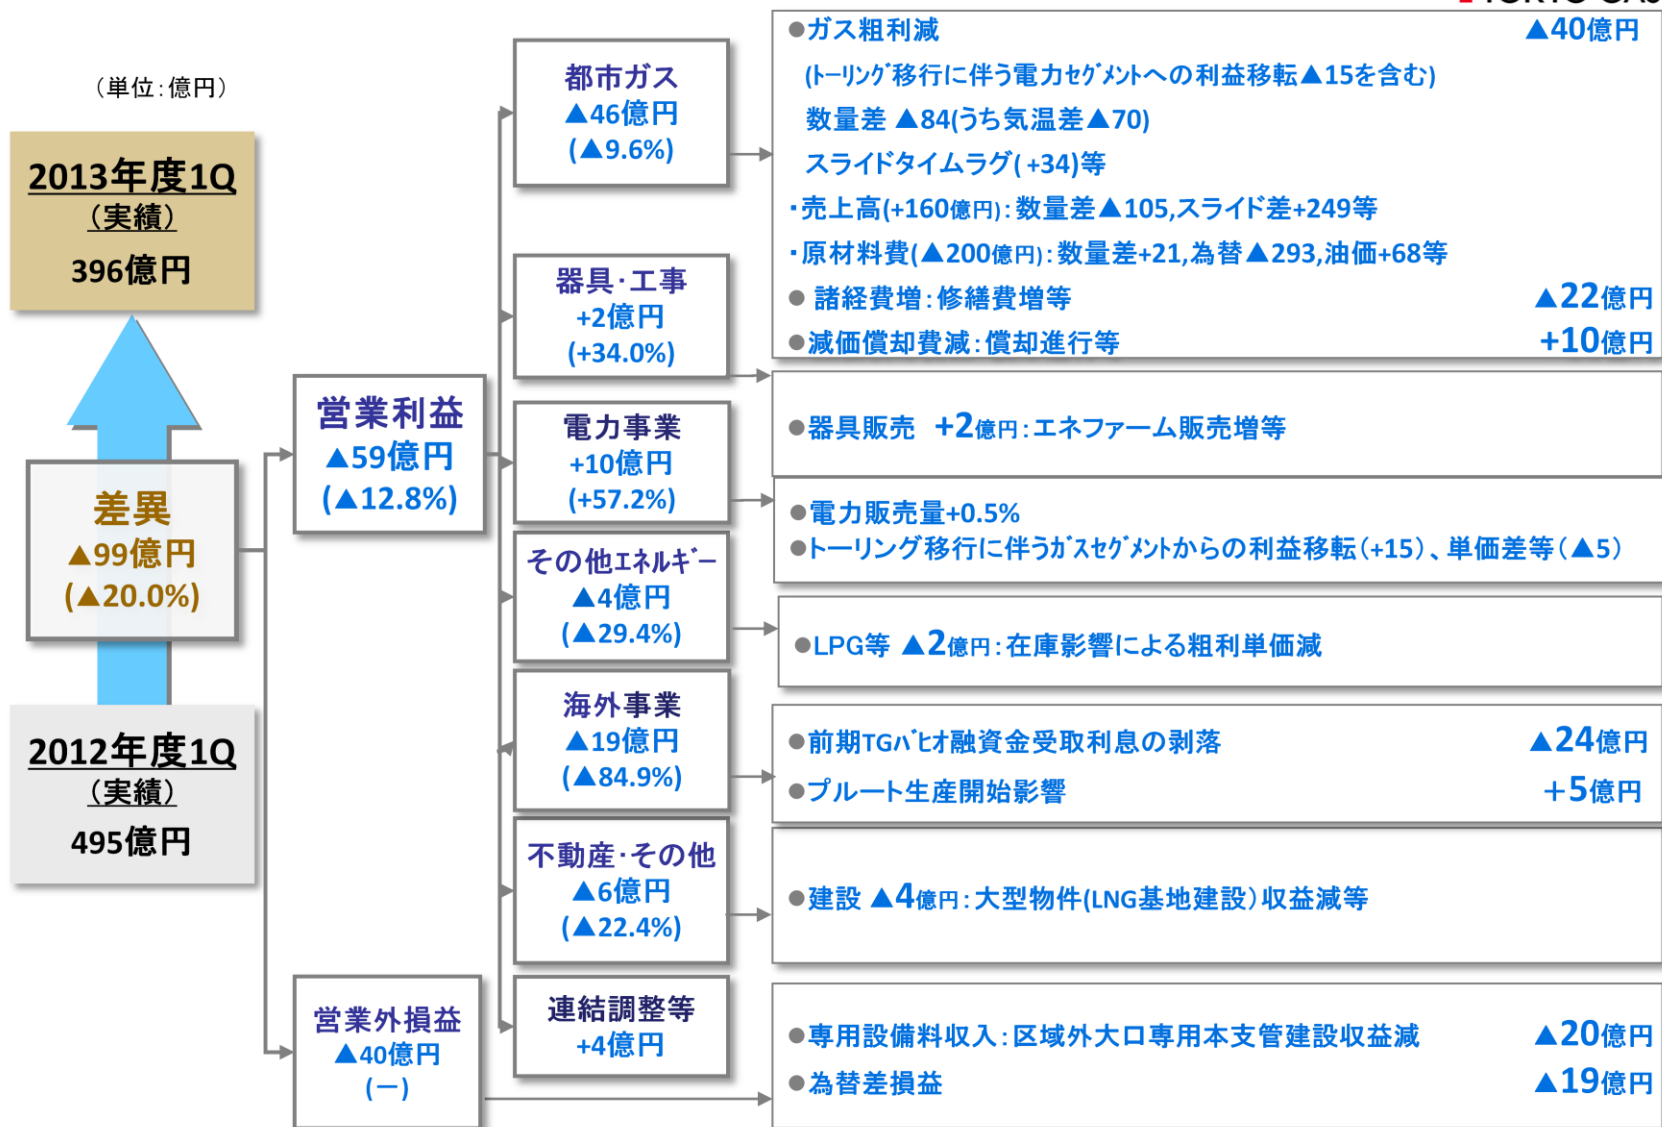 TOKYO GAS
(単位：億円)
2013年度1Q
(実績)
396億円
差異
▲99億円
(▲20.0%)
2012年度1Q
(実績)
495億円
営業利益
▲59億円
(▲12.8%)
営業外損益
▲40億円
(－)
都市ガス
▲46億円
(▲9.6%)
器具・工事
+2億円
(+34.0%)
電力事業
+10億円
(+57.2%)
その他ｴﾈﾙｷﾞｰ
▲4億円
(▲29.4%)
海外事業
▲19億円
(▲84.9%)
不動産・その他
▲6億円
(▲22.4%)
連結調整等
+4億円
●ガス粗利減 ▲40億円
(ﾄｰﾘﾝｸﾞ移行に伴う電力ｾｸﾞﾒﾝﾄへの利益移転▲15を含む)
数量差 ▲84(うち気温差▲70)
スライドタイムラグ(+34)等
・売上高(+160億円)：数量差▲105,スライド差+249等
・原材料費(▲200億円)：数量差+21,為替▲293,油価+68等
● 諸経費増：修繕費増等 ▲22億円
●減価償却費減：償却進行等 +10億円
●器具販売 +2億円：エネファーム販売増等
●電力販売量+0.5%
●トーリング移行に伴うｶﾞｽｾｸﾞﾒﾝﾄからの利益移転（+15）、単価差等（▲5）
●LPG等 ▲2億円：在庫影響による粗利単価減
●前期TGﾊﾞﾋｵ融資金受取利息の剥落 ▲24億円
●プルート生産開始影響 ＋5億円
●建設 ▲4億円：大型物件(LNG基地建設）収益減等
●専用設備料収入：区域外大口専用本支管建設収益減 ▲20億円
●為替差損益 ▲19億円